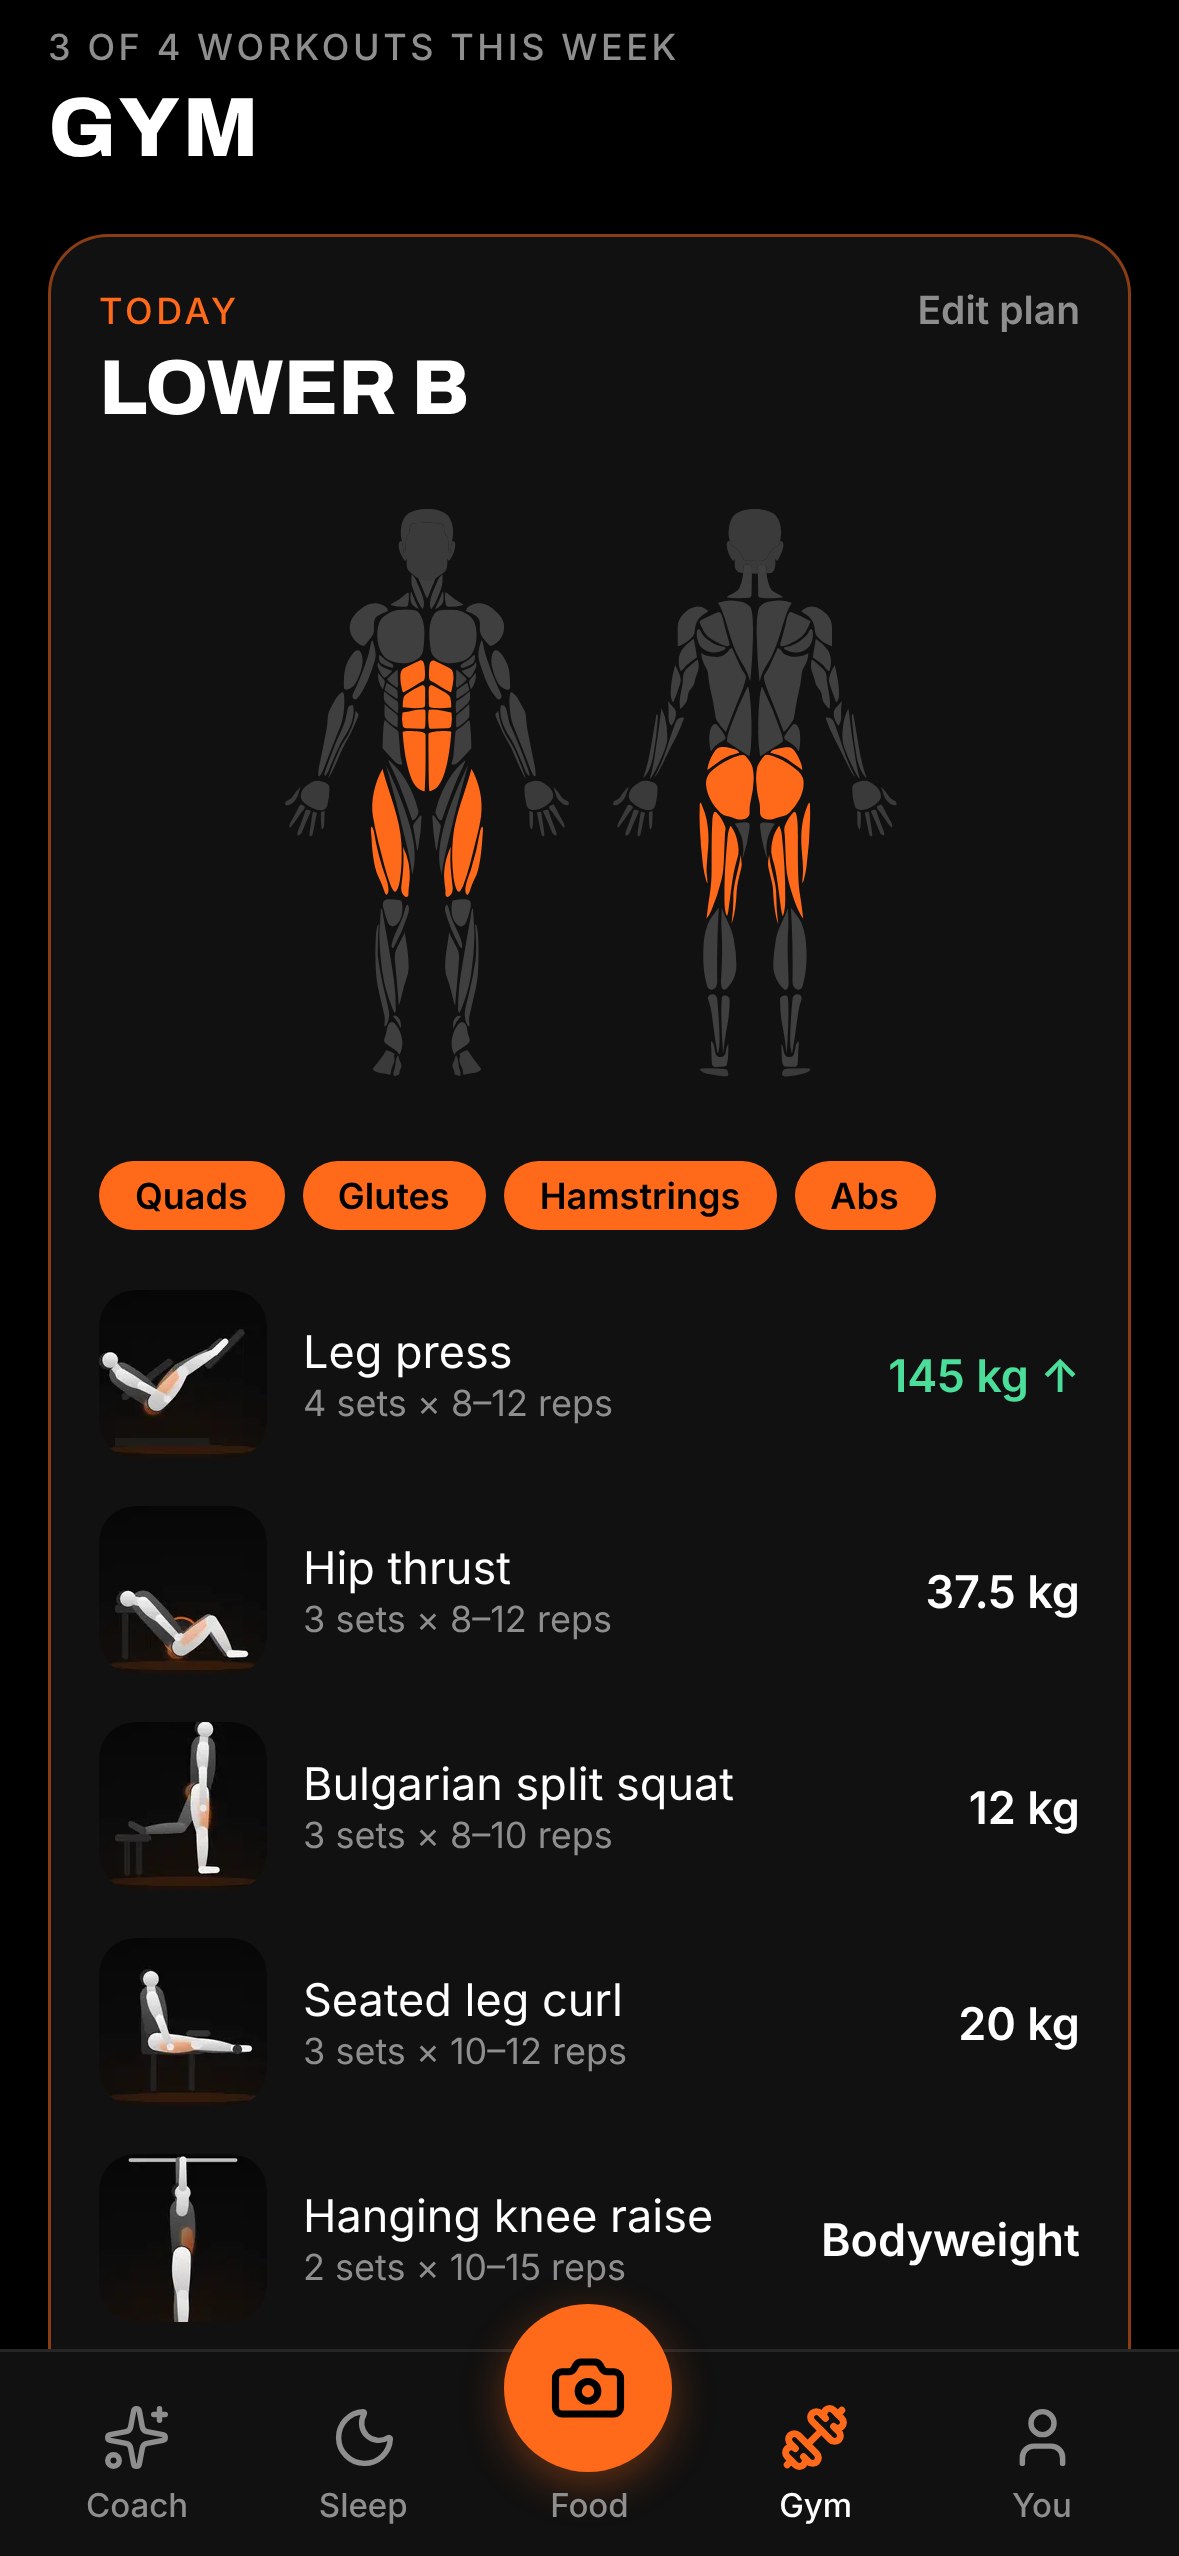 3 OF 4 WORKOUTS THIS WEEK
GYM
TODAY
Edit plan
LOWER B
Quads
Glutes
Hamstrings
Abs
Leg press
4 sets × 8–12 reps
145 kg ↑
Hip thrust
3 sets × 8–12 reps
37.5 kg
Bulgarian split squat
3 sets × 8–10 reps
12 kg
Seated leg curl
3 sets × 10–12 reps
20 kg
Hanging knee raise
2 sets × 10–15 reps
Bodyweight
Coach
Sleep
Food
Gym
You